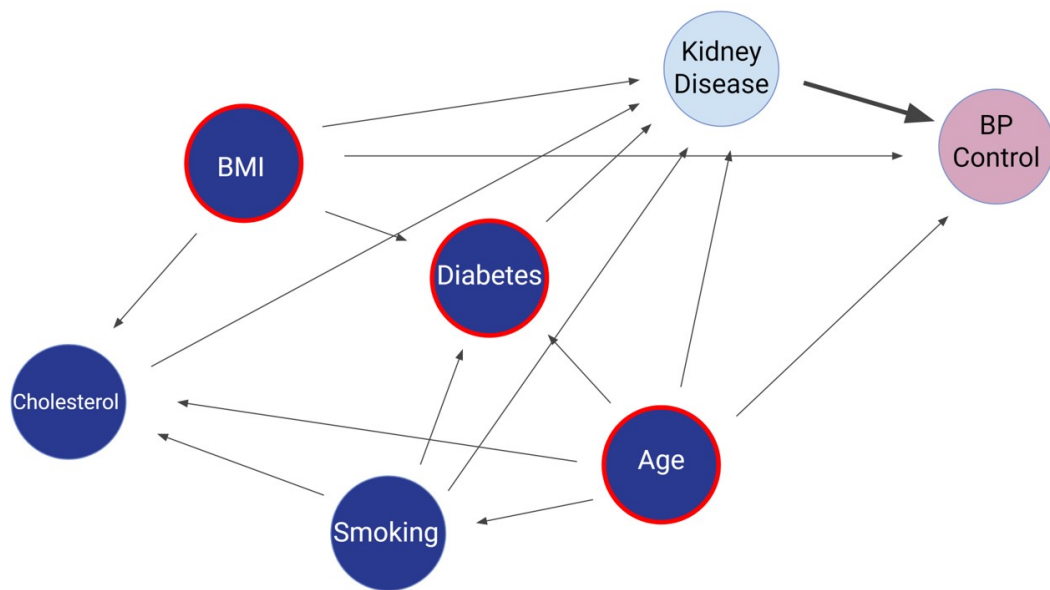 Kidney
Disease
BP
Control
BMI
Diabetes
Cholesterol
Age
Smoking